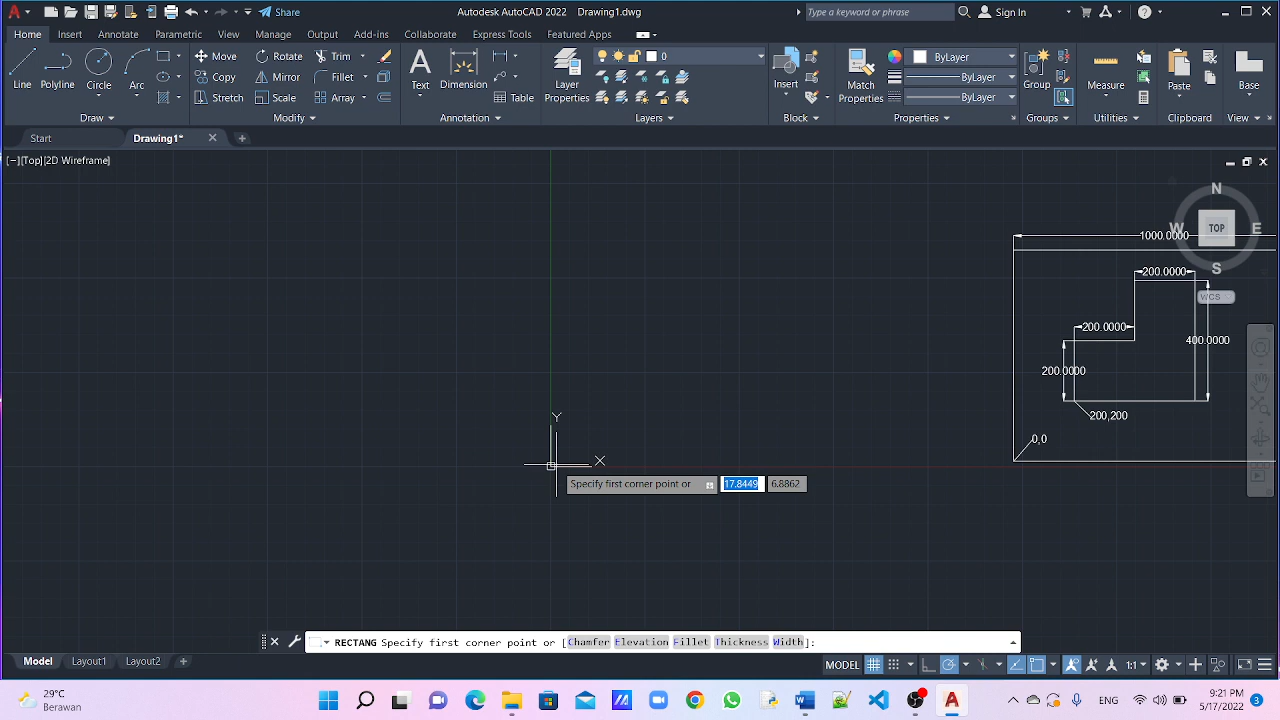 Share
Autodesk AutoCAD 2022 Drawing1.dwg
Type a keyword or phrase
Sign In
Home Insert Annotate Parametric View Manage Output Add-ins Collaborate Express Tools Featured Apps
Line Polyline Circle Arc
Move Rotate Trim
Copy Mirror Fillet
Stretch Scale Array
Text Dimension Table
Layer Properties
0
Insert
Match Properties
ByLayer
ByLayer
ByLayer
Group
Measure
Paste
Base
Draw Modify Annotation Layers Block Properties Groups Utilities Clipboard View
Start Drawing1*
[−][Top][2D Wireframe]
N
W TOP E
S
WCS
1000.0000
200.0000
200.0000
400.0000
200.0000
200,200
0,0
Y
X
Specify first corner point or 17.8449 6.8862
RECTANG Specify first corner point or [Chamfer Elevation Fillet Thickness Width]:
Model Layout1 Layout2
MODEL 1:1
29°C
Berawan
ENG
9:21 PM
5/17/2022
3